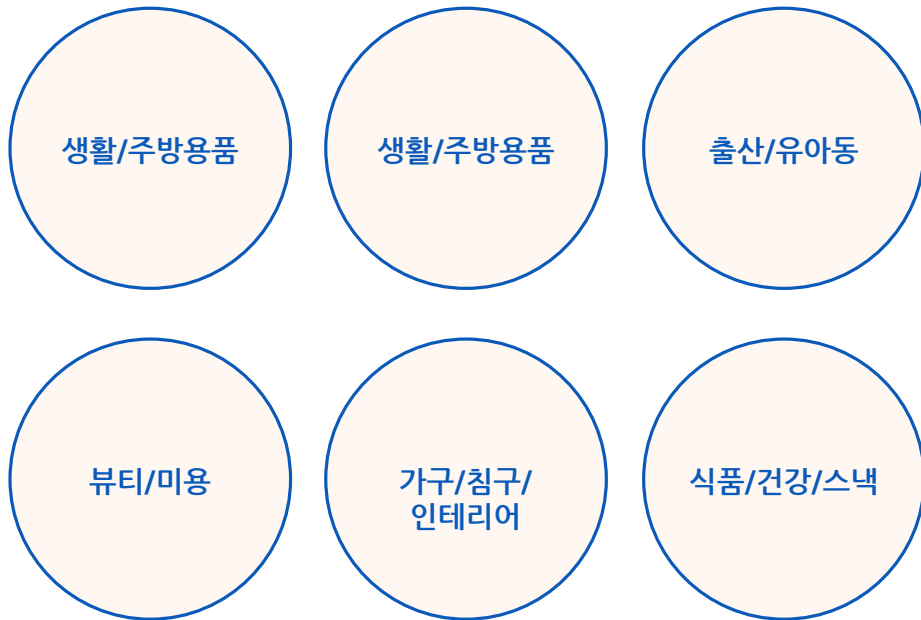 생활/주방용품
생활/주방용품
출산/유아동
뷰티/미용
가구/침구/
인테리어
식품/건강/스낵